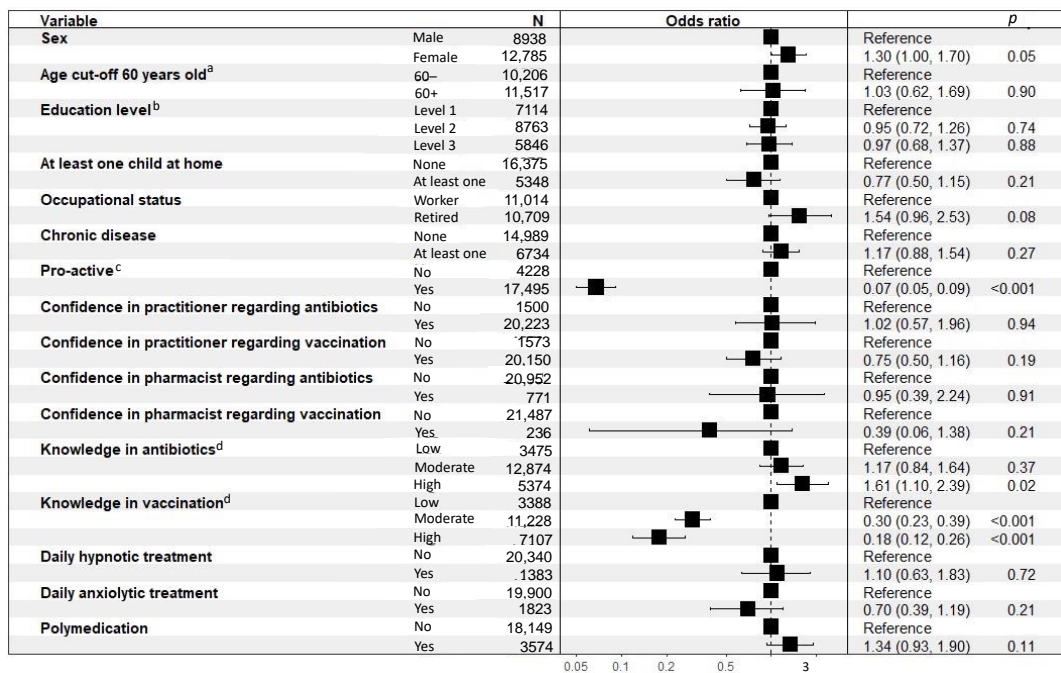 Variable N Odds ratio p
Sex Male 8938 Reference
Female 12,785 1.30 (1.00, 1.70) 0.05
Age cut-off 60 years old^a 60– 10,206 Reference
60+ 11,517 1.03 (0.62, 1.69) 0.90
Education level^b Level 1 7114 Reference
Level 2 8763 0.95 (0.72, 1.26) 0.74
Level 3 5846 0.97 (0.68, 1.37) 0.88
At least one child at home None 16,375 Reference
At least one 5348 0.77 (0.50, 1.15) 0.21
Occupational status Worker 11,014 Reference
Retired 10,709 1.54 (0.96, 2.53) 0.08
Chronic disease None 14,989 Reference
At least one 6734 1.17 (0.88, 1.54) 0.27
Pro-active^c No 4228 Reference
Yes 17,495 0.07 (0.05, 0.09) <0.001
Confidence in practitioner regarding antibiotics No 1500 Reference
Yes 20,223 1.02 (0.57, 1.96) 0.94
Confidence in practitioner regarding vaccination No 1573 Reference
Yes 20,150 0.75 (0.50, 1.16) 0.19
Confidence in pharmacist regarding antibiotics No 20,952 Reference
Yes 771 0.95 (0.39, 2.24) 0.91
Confidence in pharmacist regarding vaccination No 21,487 Reference
Yes 236 0.39 (0.06, 1.38) 0.21
Knowledge in antibiotics^d Low 3475 Reference
Moderate 12,874 1.17 (0.84, 1.64) 0.37
High 5374 1.61 (1.10, 2.39) 0.02
Knowledge in vaccination^d Low 3388 Reference
Moderate 11,228 0.30 (0.23, 0.39) <0.001
High 7107 0.18 (0.12, 0.26) <0.001
Daily hypnotic treatment No 20,340 Reference
Yes 1383 1.10 (0.63, 1.83) 0.72
Daily anxiolytic treatment No 19,900 Reference
Yes 1823 0.70 (0.39, 1.19) 0.21
Polymedication No 18,149 Reference
Yes 3574 1.34 (0.93, 1.90) 0.11
0.05 0.1 0.2 0.5 1 3